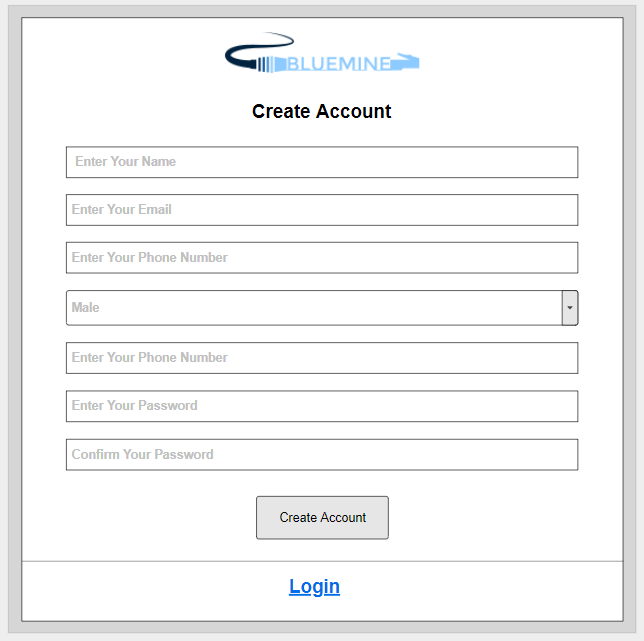 BLUEMINE
Create Account
Enter Your Name
Enter Your Email
Enter Your Phone Number
Male
Enter Your Phone Number
Enter Your Password
Confirm Your Password
Create Account
Login